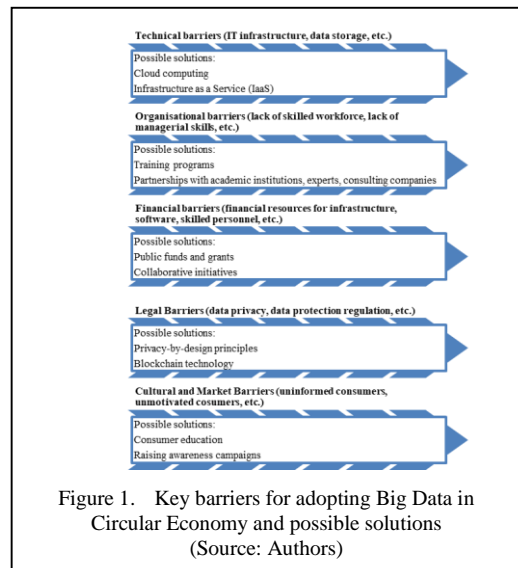 Technical barriers (IT infrastructure, data storage, etc.)
Possible solutions:
Cloud computing
Infrastructure as a Service (IaaS)
Organisational barriers (lack of skilled workforce, lack of
managerial skills, etc.)
Possible solutions:
Training programs
Partnerships with academic institutions, experts, consulting companies
Financial barriers (financial resources for infrastructure,
software, skilled personnel, etc.)
Possible solutions:
Public funds and grants
Collaborative initiatives
Legal Barriers (data privacy, data protection regulation, etc.)
Possible solutions:
Privacy-by-design principles
Blockchain technology
Cultural and Market Barriers (uninformed consumers,
unmotivated cosumers, etc.)
Possible solutions:
Consumer education
Raising awareness campaigns
Figure 1. Key barriers for adopting Big Data in
Circular Economy and possible solutions
(Source: Authors)